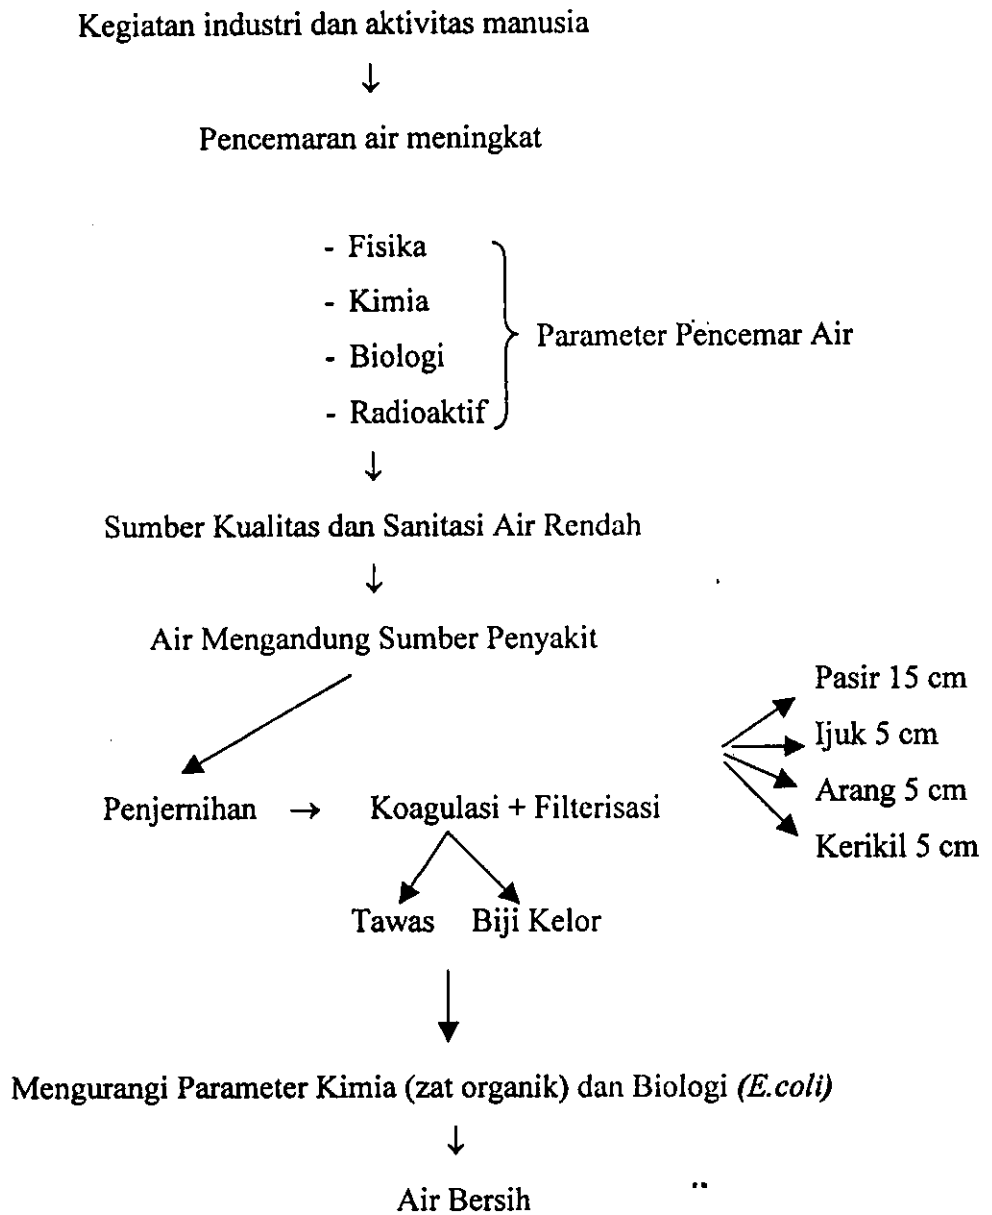 Kegiatan industri dan aktivitas manusia
↓
Pencemaran air meningkat
- Fisika
- Kimia
- Biologi
- Radioaktif
Parameter Pencemar Air
↓
Sumber Kualitas dan Sanitasi Air Rendah
↓
Air Mengandung Sumber Penyakit
Penjernihan → Koagulasi + Filterisasi
Pasir 15 cm
Ijuk 5 cm
Arang 5 cm
Kerikil 5 cm
Tawas Biji Kelor
Mengurangi Parameter Kimia (zat organik) dan Biologi (E.coli)
↓
Air Bersih